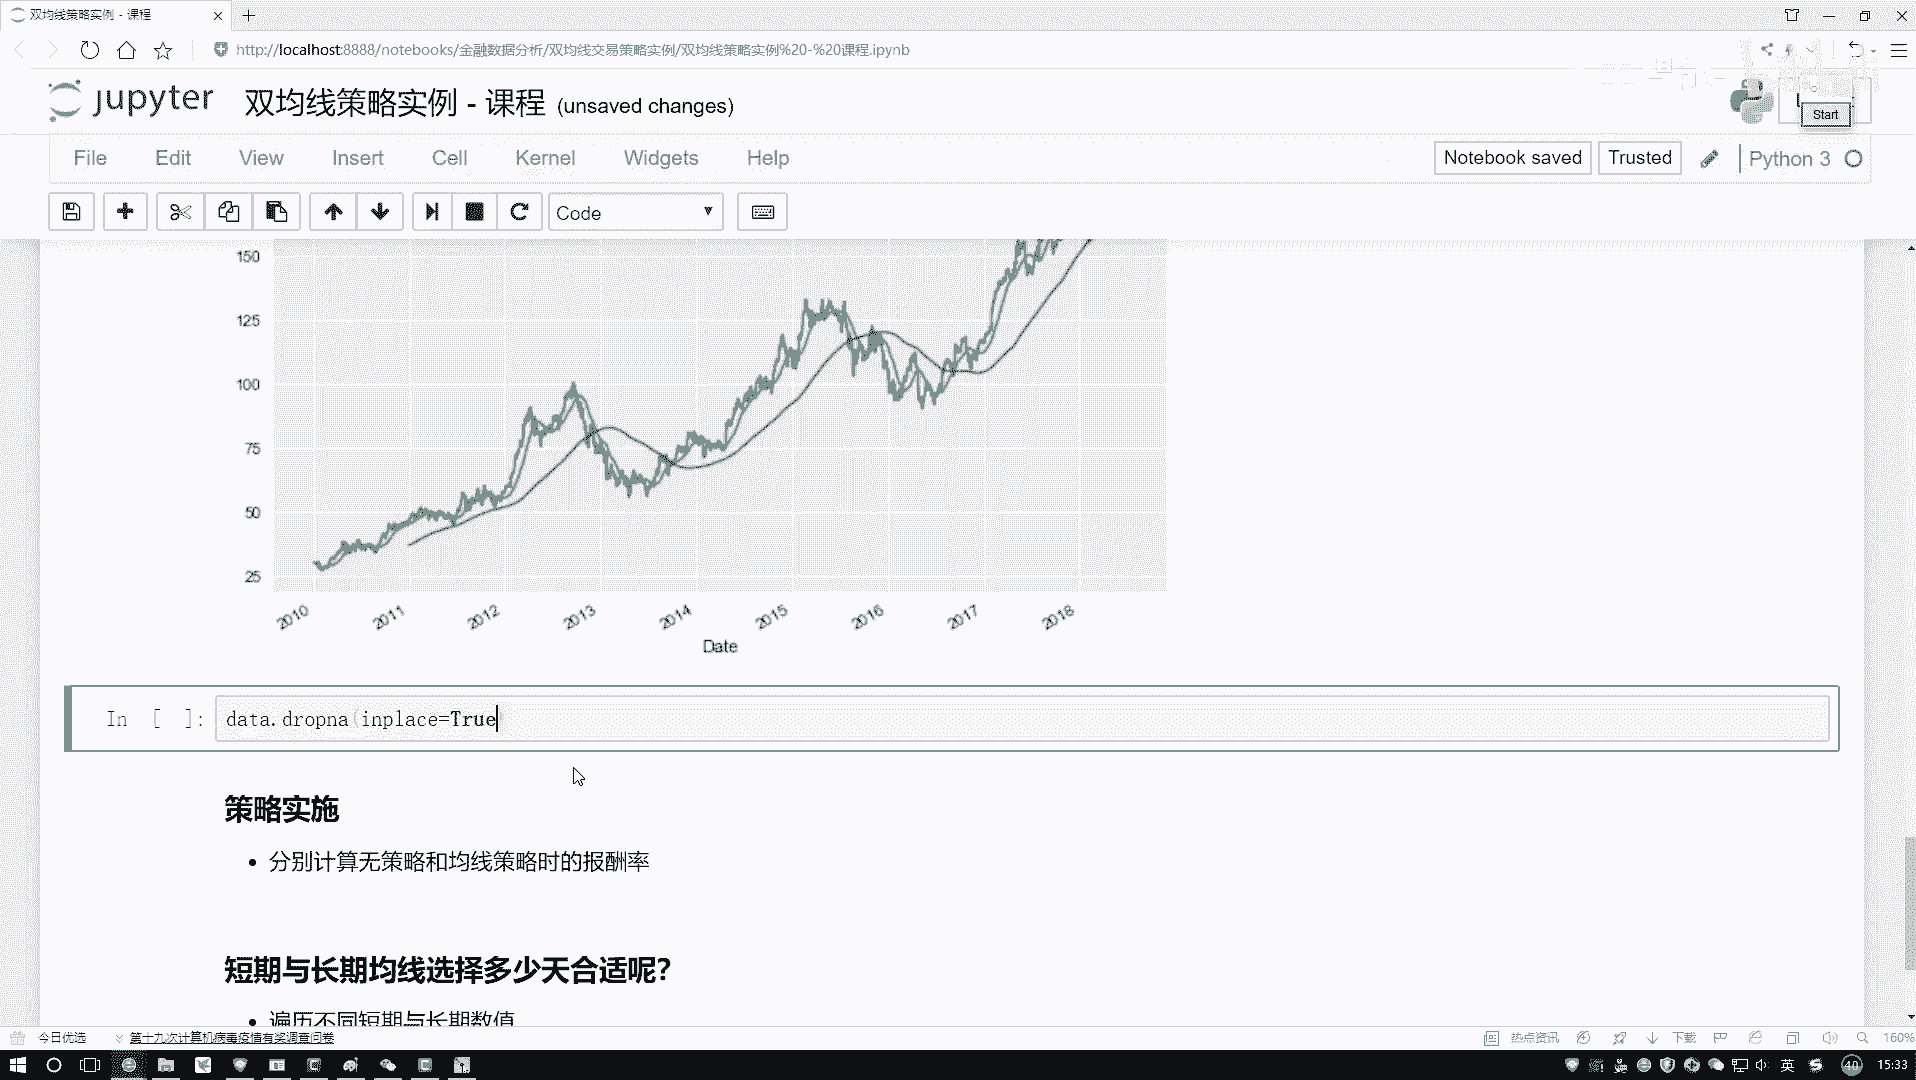 双均线策略实例 - 课程
http://localhost:8888/notebooks/金融数据分析/双均线交易策略实例/双均线策略实例%20-%20课程.ipynb
jupyter 双均线策略实例 - 课程 (unsaved changes)
Start
File Edit View Insert Cell Kernel Widgets Help
Notebook saved Trusted Python 3
Code
150
125
100
75
50
25
2010 2011 2012 2013 2014 2015 2016 2017 2018
Date
In [ ]: data.dropna(inplace=True
策略实施
• 分别计算无策略和均线策略时的报酬率
短期与长期均线选择多少天合适呢?
• 遍历不同短期与长期数值
今日优选 第十九次计算机病毒疫情有奖调查问卷 热点资讯 下载 160%
英 40 15:33